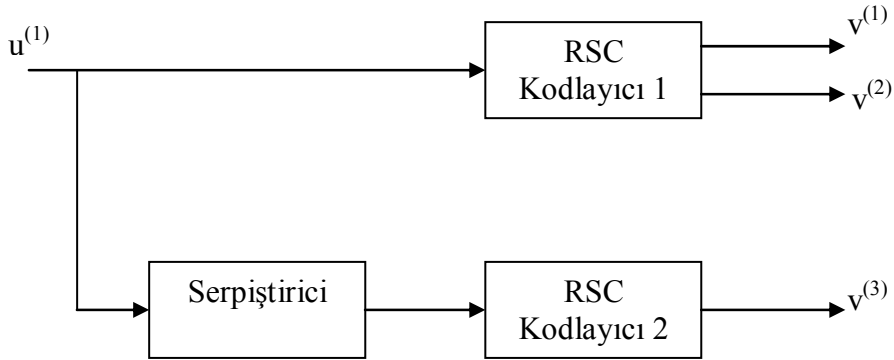 u(1)
RSC
Kodlayıcı 1
v(1)
v(2)
Serpiştirici
RSC
Kodlayıcı 2
v(3)